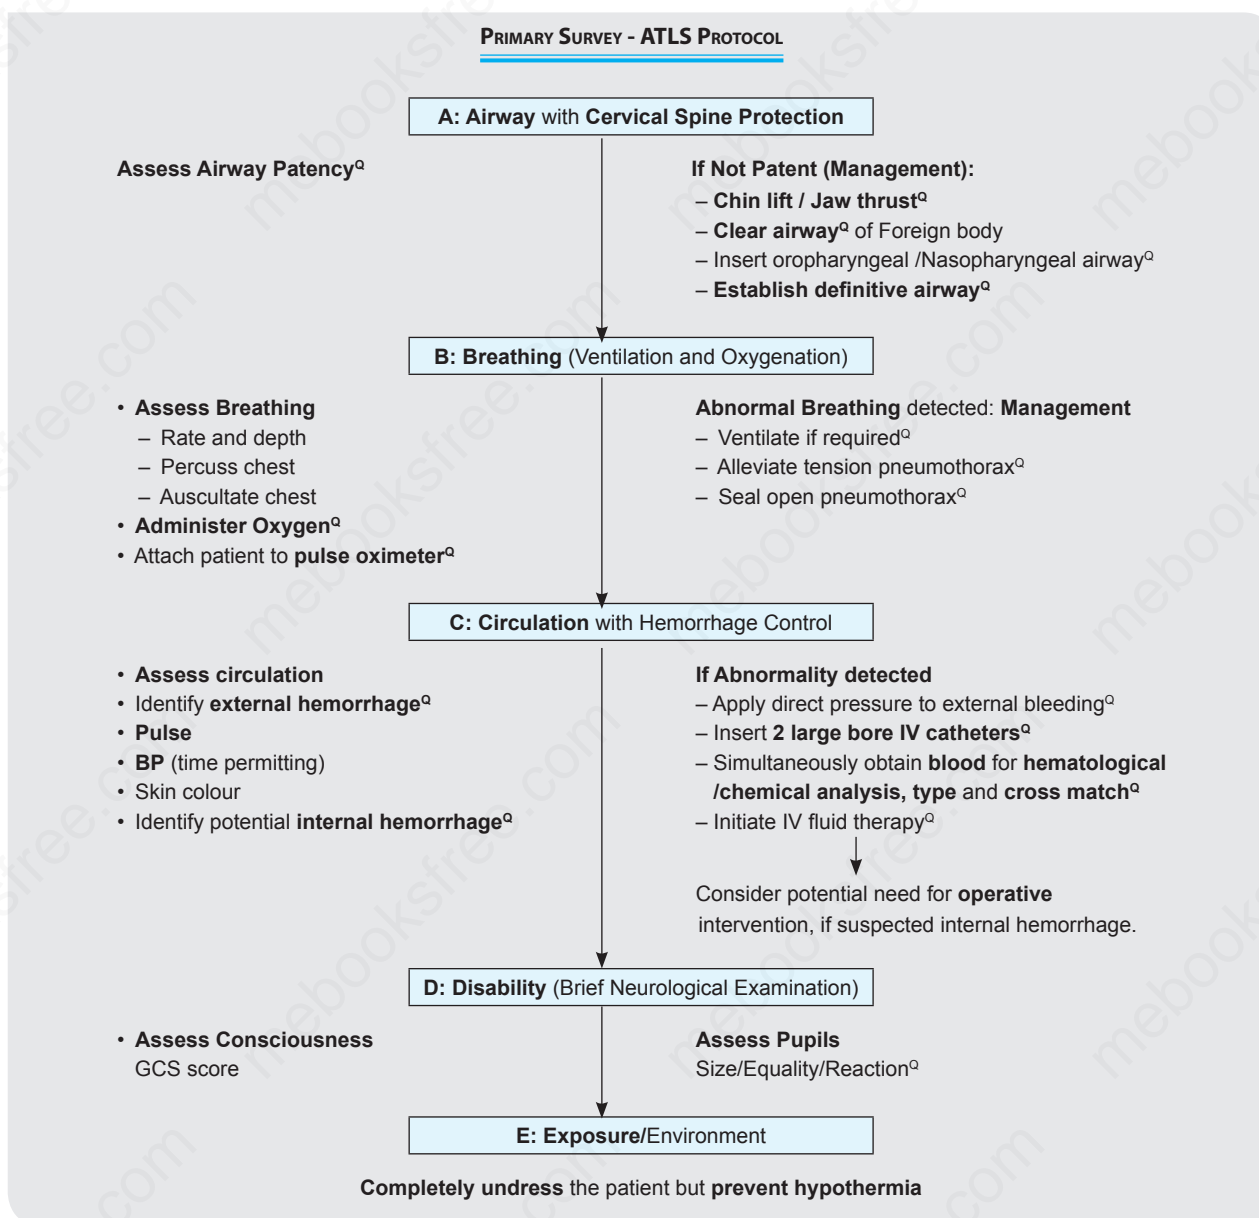 PRIMARY SURVEY - ATLS PROTOCOL
A: Airway with Cervical Spine Protection
Assess Airway PatencyQ
If Not Patent (Management):
– Chin lift / Jaw thrustQ
– Clear airwayQ of Foreign body
– Insert oropharyngeal /Nasopharyngeal airwayQ
– Establish definitive airwayQ
B: Breathing (Ventilation and Oxygenation)
• Assess Breathing
– Rate and depth
– Percuss chest
– Auscultate chest
• Administer OxygenQ
• Attach patient to pulse oximeterQ
Abnormal Breathing detected: Management
– Ventilate if requiredQ
– Alleviate tension pneumothoraxQ
– Seal open pneumothoraxQ
C: Circulation with Hemorrhage Control
• Assess circulation
• Identify external hemorrhageQ
• Pulse
• BP (time permitting)
• Skin colour
• Identify potential internal hemorrhageQ
If Abnormality detected
– Apply direct pressure to external bleedingQ
– Insert 2 large bore IV cathetersQ
– Simultaneously obtain blood for hematological
/chemical analysis, type and cross matchQ
– Initiate IV fluid therapyQ
Consider potential need for operative
intervention, if suspected internal hemorrhage.
D: Disability (Brief Neurological Examination)
• Assess Consciousness
GCS score
Assess Pupils
Size/Equality/ReactionQ
E: Exposure/Environment
Completely undress the patient but prevent hypothermia
mebooksfree.com